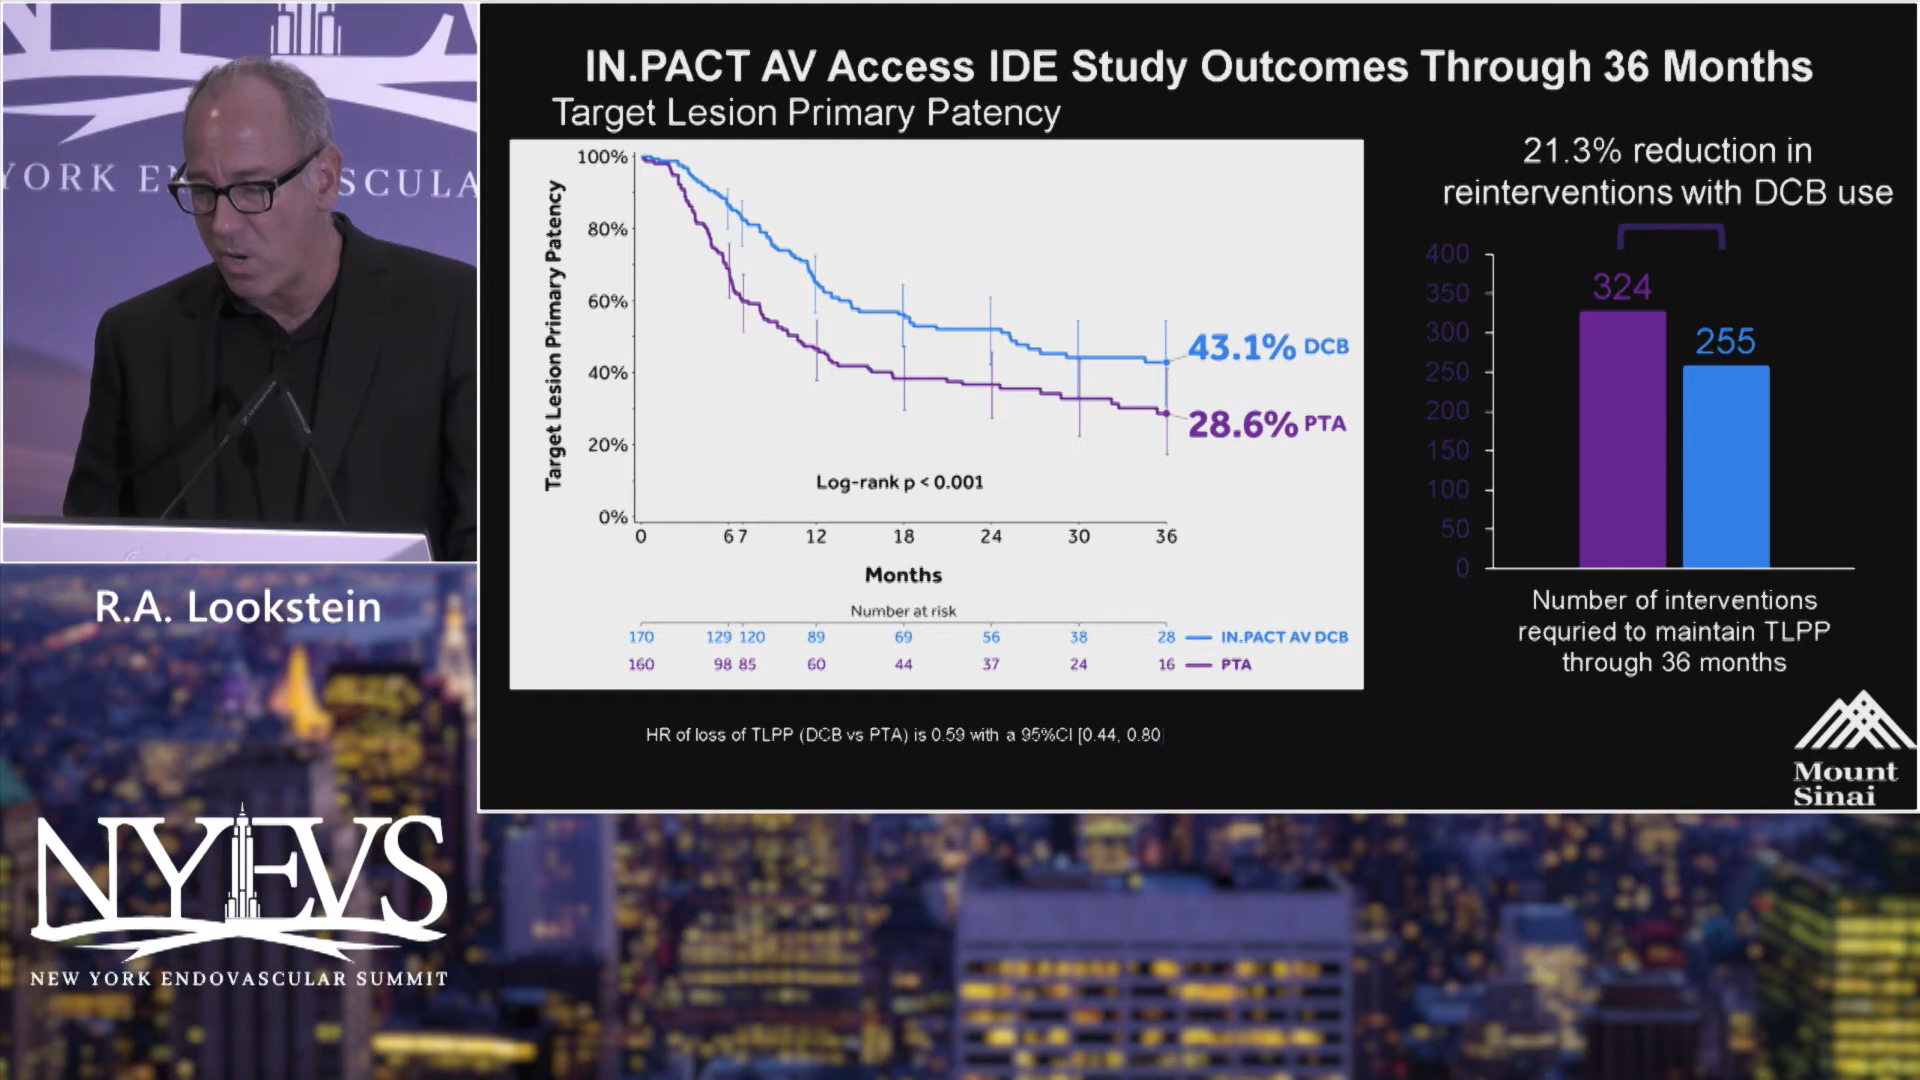 YORK EN
SCULA
R.A. Lookstein
NYEVS
NEW YORK ENDOVASCULAR SUMMIT
IN.PACT AV Access IDE Study Outcomes Through 36 Months
Target Lesion Primary Patency
Target Lesion Primary Patency
100%
80%
60%
40%
20%
0%
43.1% DCB
28.6% PTA
Log-rank p < 0.001
0 6 7 12 18 24 30 36
Months
Number at risk
170 129 120 89 69 56 38 28 IN.PACT AV DCB
160 98 85 60 44 37 24 16 PTA
HR of loss of TLPP (DCB vs PTA) is 0.59 with a 95%CI [0.44, 0.80]
21.3% reduction in
reinterventions with DCB use
400
350
300
250
200
150
100
50
0
324
255
Number of interventions
requried to maintain TLPP
through 36 months
Mount
Sinai